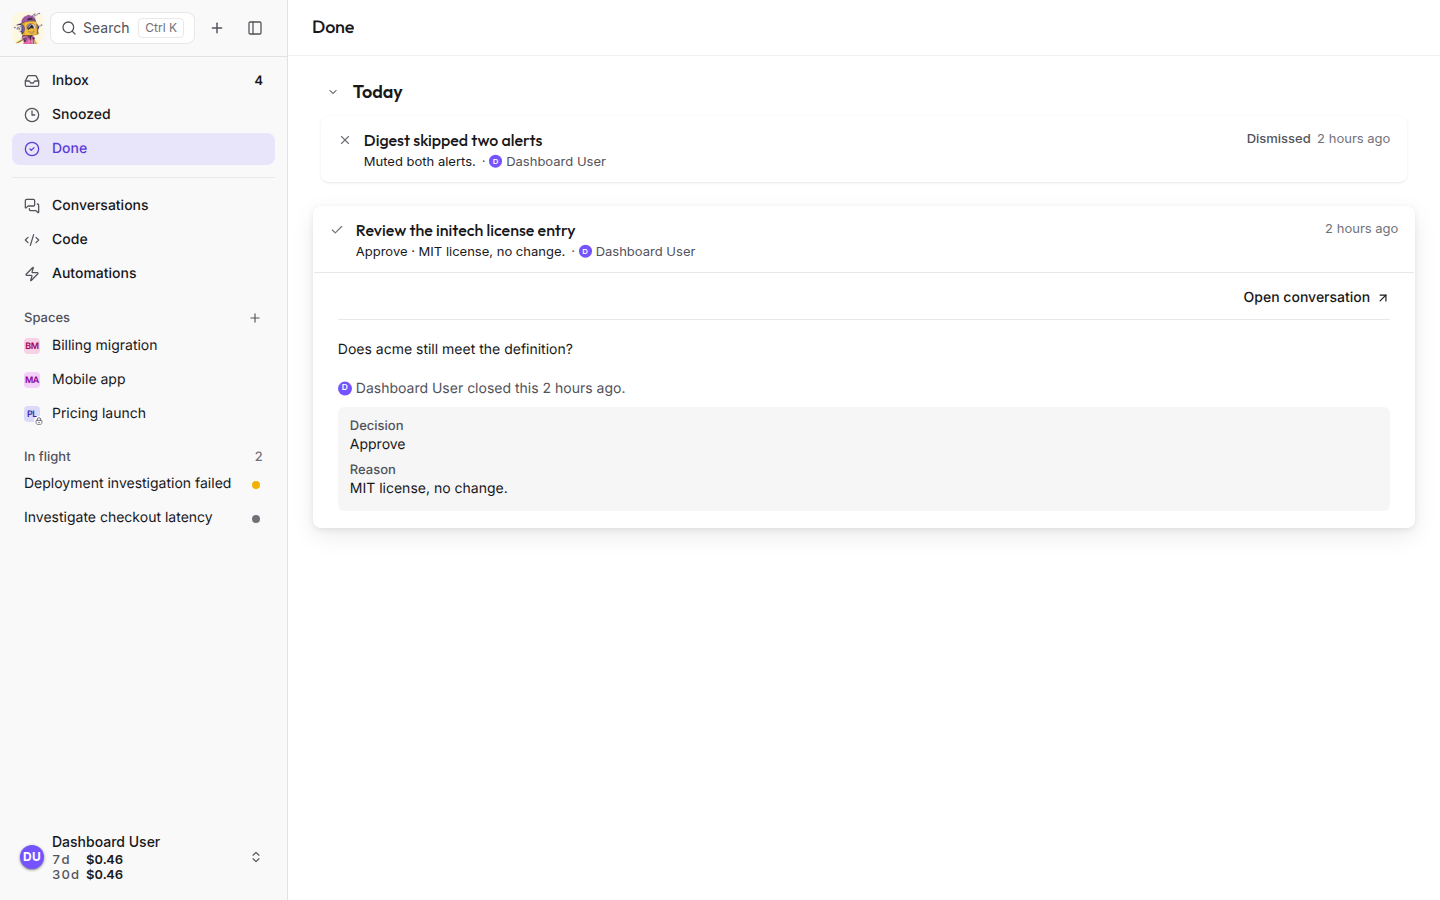 Search Ctrl K
Inbox 4
Snoozed
Done
Conversations
Code
Automations
Spaces
BM Billing migration
MA Mobile app
PL Pricing launch
In flight 2
Deployment investigation failed
Investigate checkout latency
DU Dashboard User
7d $0.46
30d $0.46
Done
Today
Digest skipped two alerts Dismissed 2 hours ago
Muted both alerts. · D Dashboard User
Review the initech license entry 2 hours ago
Approve · MIT license, no change. · D Dashboard User
Open conversation
Does acme still meet the definition?
D Dashboard User closed this 2 hours ago.
Decision
Approve
Reason
MIT license, no change.